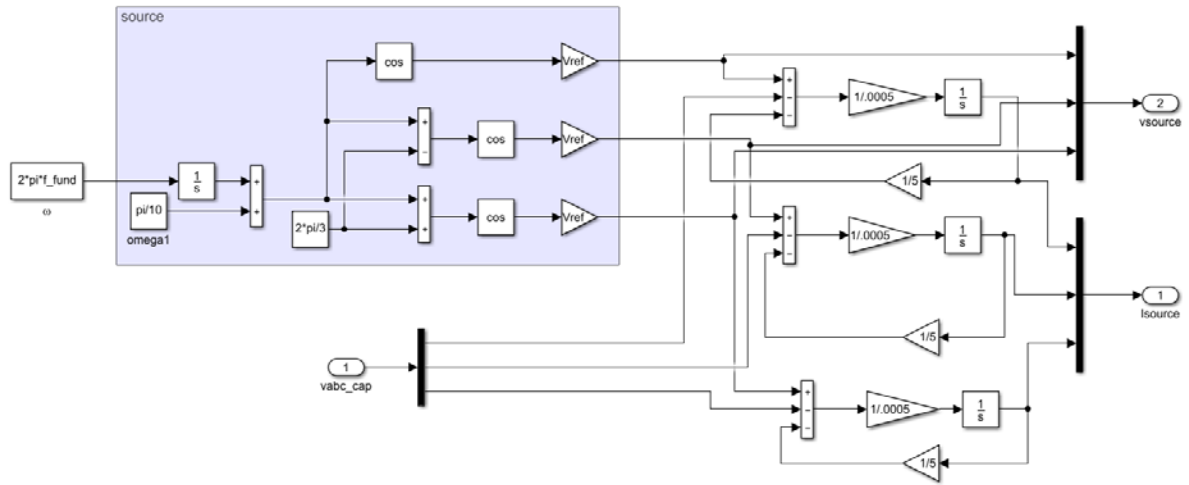 source
cos
Vref
+
-
-
1/.0005
1
s
2
vsource
+
-
cos
Vref
2*pi*f_fund
ω
1
s
+
+
pi/10
omega1
2*pi/3
+
+
cos
Vref
1/5
+
-
-
1/.0005
1
s
1
Isource
1/5
1
vabc_cap
+
-
-
1/.0005
1
s
1/5